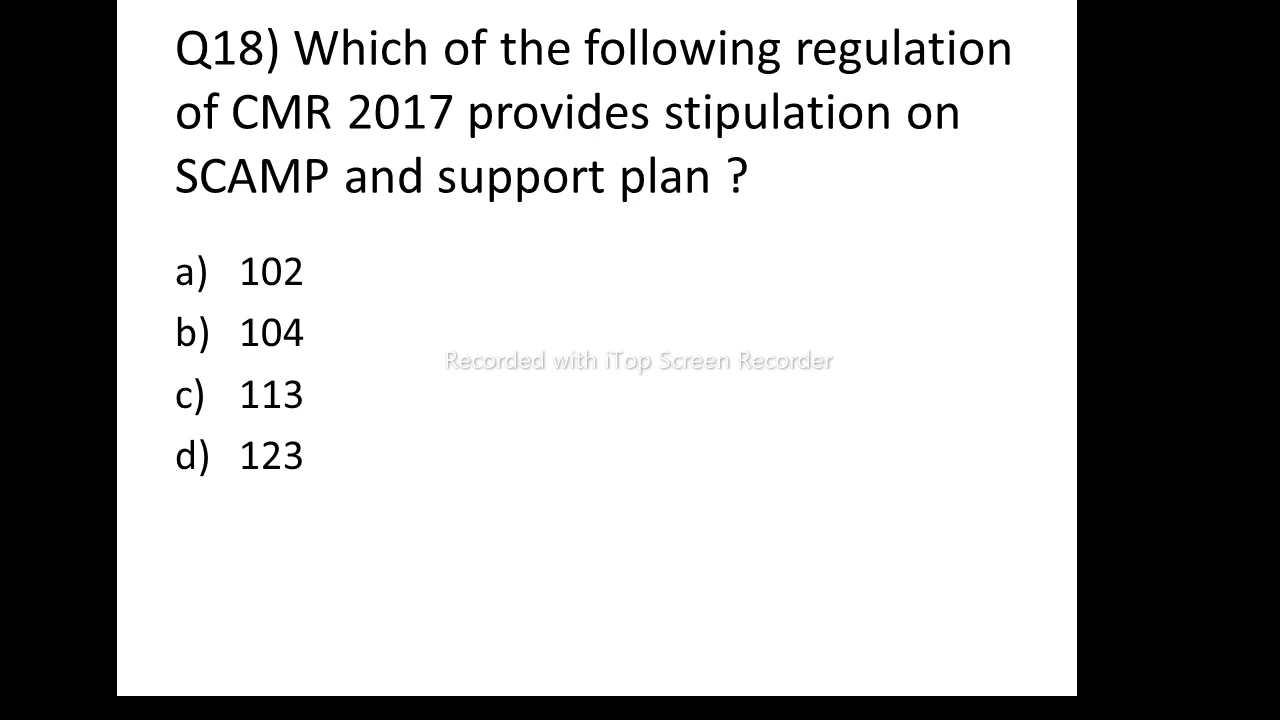 Q18) Which of the following regulation
of CMR 2017 provides stipulation on
SCAMP and support plan ?
a) 102
b) 104
Recorded with iTop Screen Recorder
c) 113
d) 123